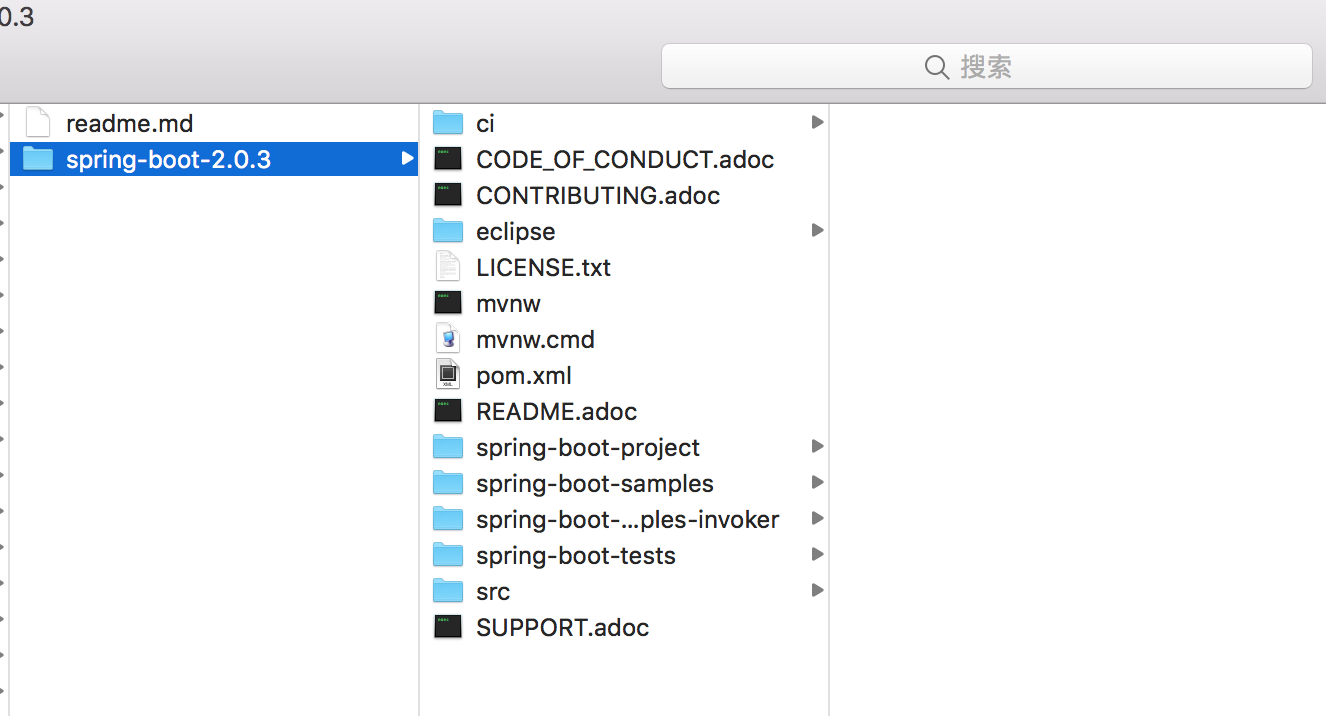 0.3
搜索
readme.md
spring-boot-2.0.3
ci
CODE_OF_CONDUCT.adoc
CONTRIBUTING.adoc
eclipse
LICENSE.txt
mvnw
mvnw.cmd
pom.xml
README.adoc
spring-boot-project
spring-boot-samples
spring-boot-...ples-invoker
spring-boot-tests
src
SUPPORT.adoc